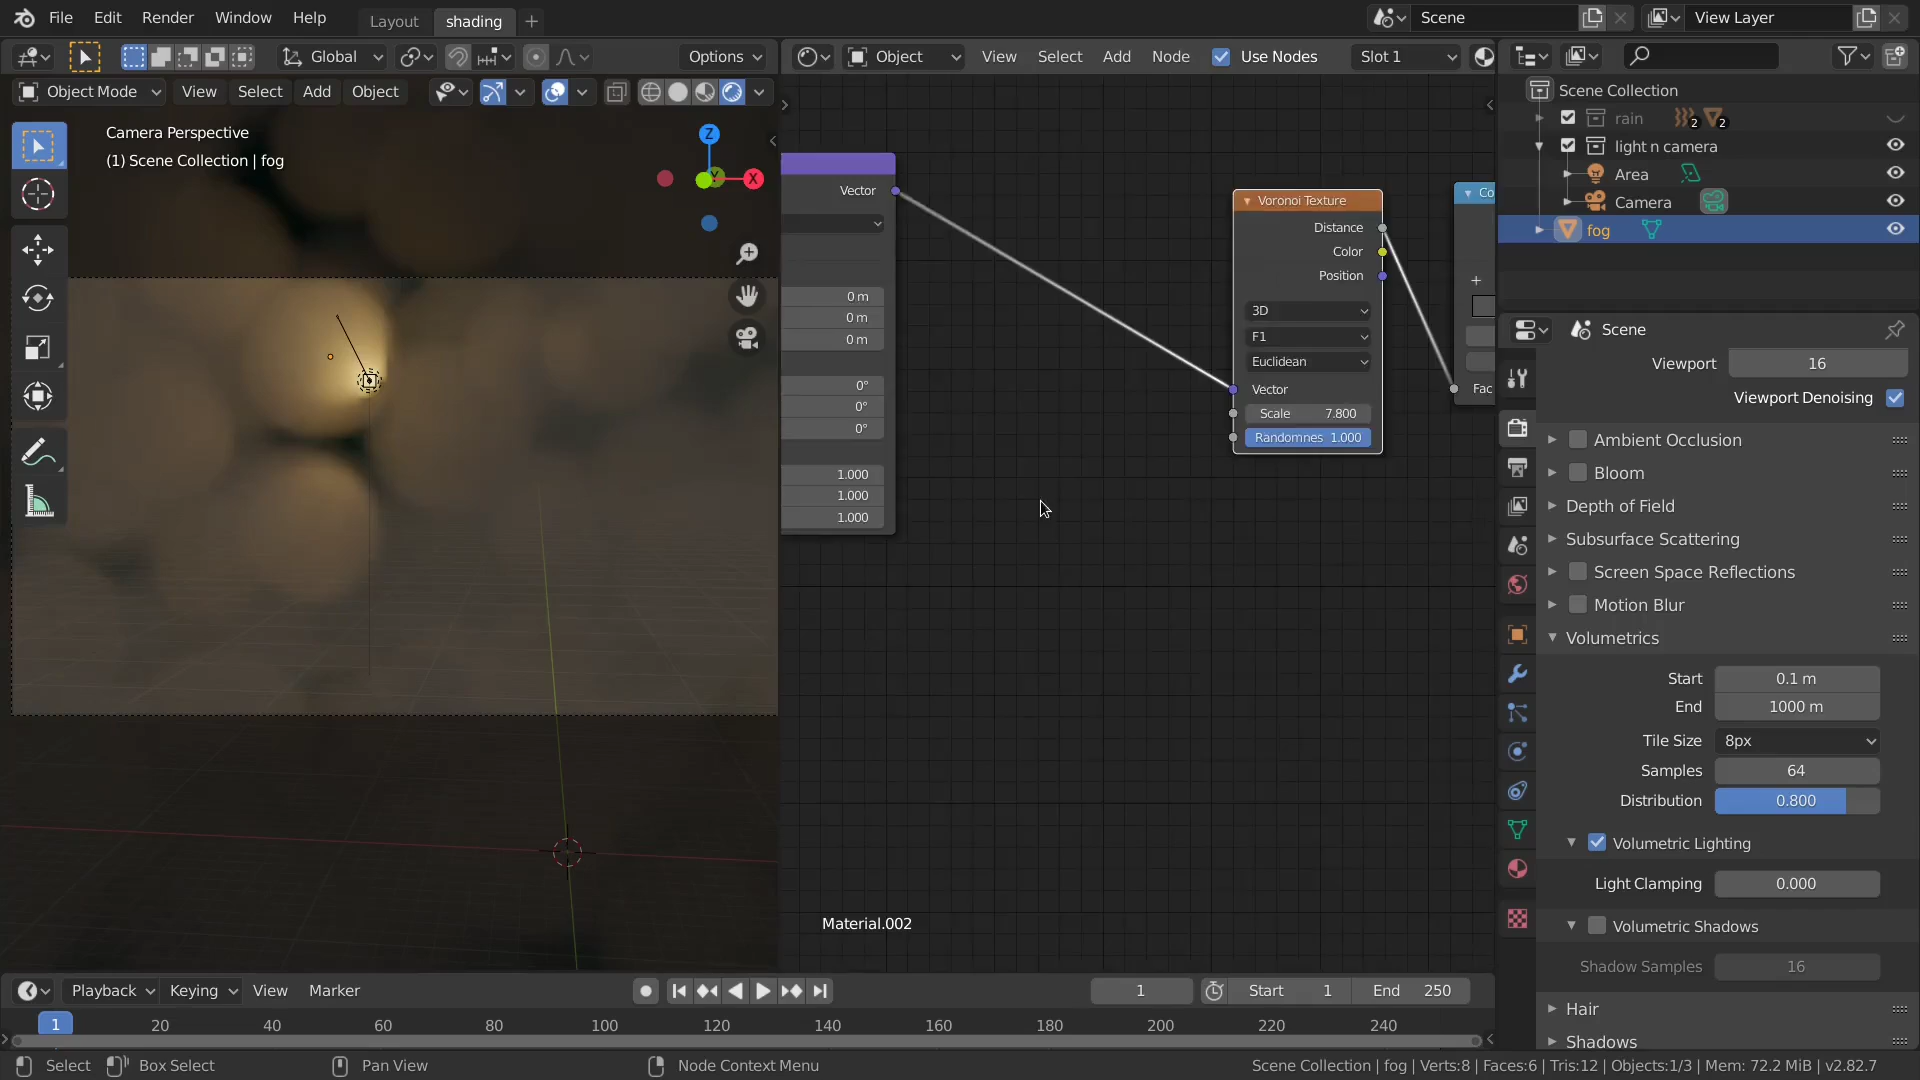 File Edit Render Window Help Layout shading Scene View Layer
Global Options Object View Select Add Node Use Nodes Slot 1
Object Mode View Select Add Object
Camera Perspective
(1) Scene Collection | fog
Z
X
Y
Vector
0 m
0 m
0 m
0°
0°
0°
1.000
1.000
1.000
Voronoi Texture
Distance
Color
Position
3D
F1
Euclidean
Vector
Scale 7.800
Randomnes 1.000
Co
Fac
Material.002
Scene Collection
rain 2 2
light n camera
Area
Camera
fog
Scene
Viewport 16
Viewport Denoising
Ambient Occlusion
Bloom
Depth of Field
Subsurface Scattering
Screen Space Reflections
Motion Blur
Volumetrics
Start 0.1 m
End 1000 m
Tile Size 8px
Samples 64
Distribution 0.800
Volumetric Lighting
Light Clamping 0.000
Volumetric Shadows
Shadow Samples 16
Hair
Shadows
Playback Keying View Marker 1 Start 1 End 250
1 20 40 60 80 100 120 140 160 180 200 220 240
Select Box Select Pan View Node Context Menu Scene Collection | fog | Verts:8 | Faces:6 | Tris:12 | Objects:1/3 | Mem: 72.2 MiB | v2.82.7